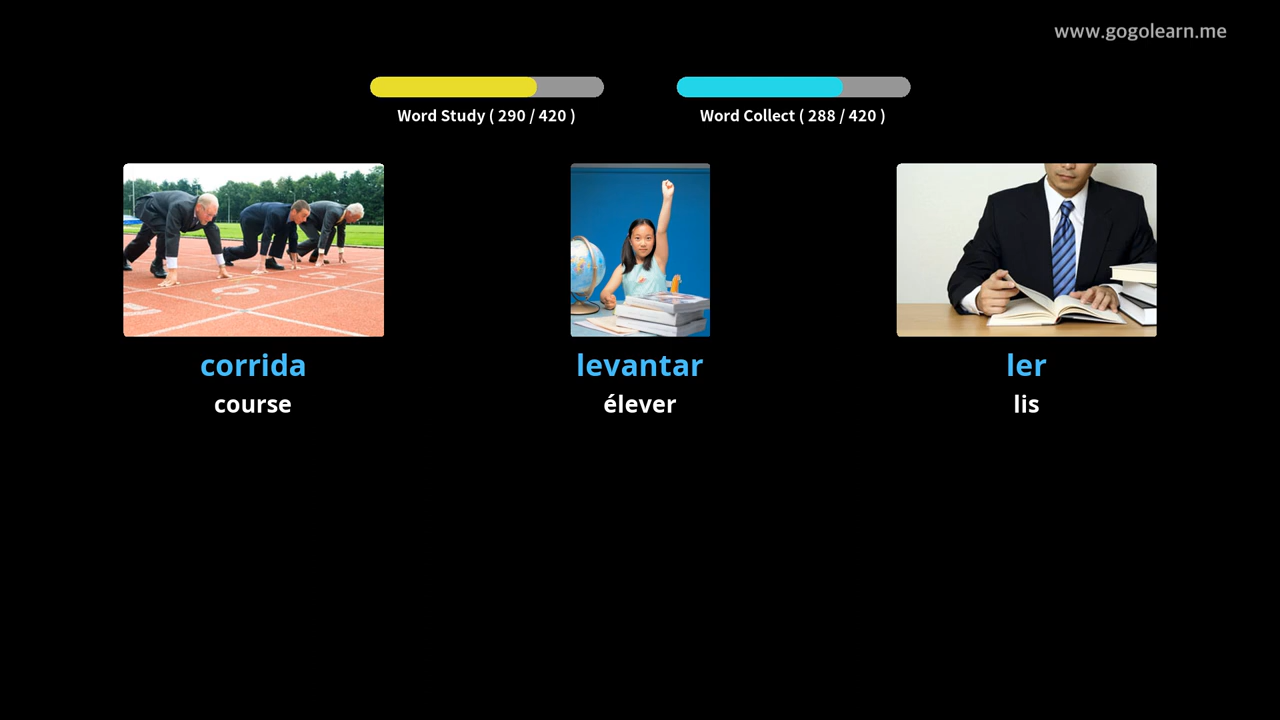 www.gogolearn.me
Word Study ( 290 / 420 )
Word Collect ( 288 / 420 )
corrida
levantar
ler
course
élever
lis